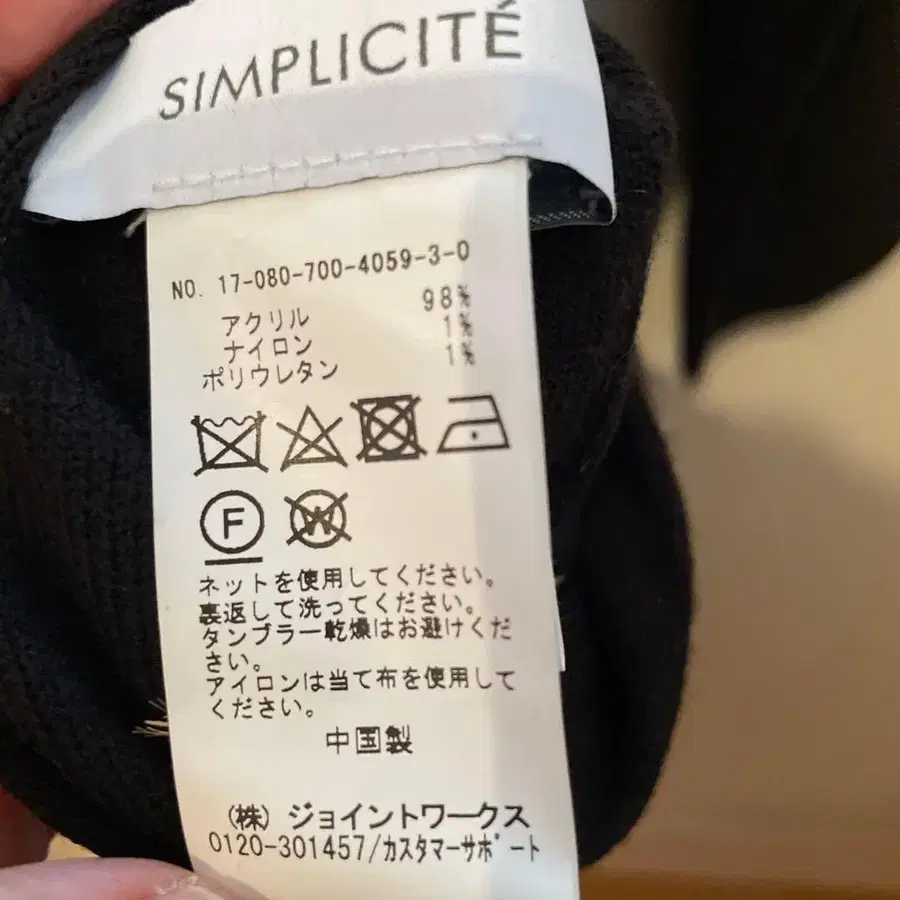 SIMPLICITÉ
NO. 17-080-700-4059-3-0
アクリル 98%
ナイロン 1%
ポリウレタン 1%
F W
ネットを使用してください。
裏返して洗ってください。
タンブラー乾燥はお避けくだ
さい。
アイロンは当て布を使用して
ください。
中国製
(株) ジョイントワークス
0120-301457/カスタマーサポート